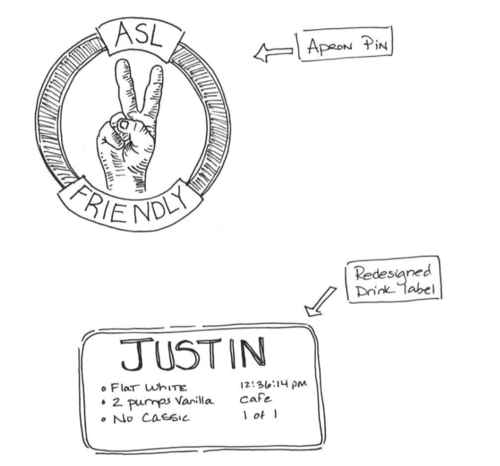 ASL
FRIENDLY
APRON PIN
Redesigned
Drink label
JUSTIN
• FLAT WHITE 12:36:14 pm
• 2 pumps Vanilla cafe
• No Cassic 1 of 1